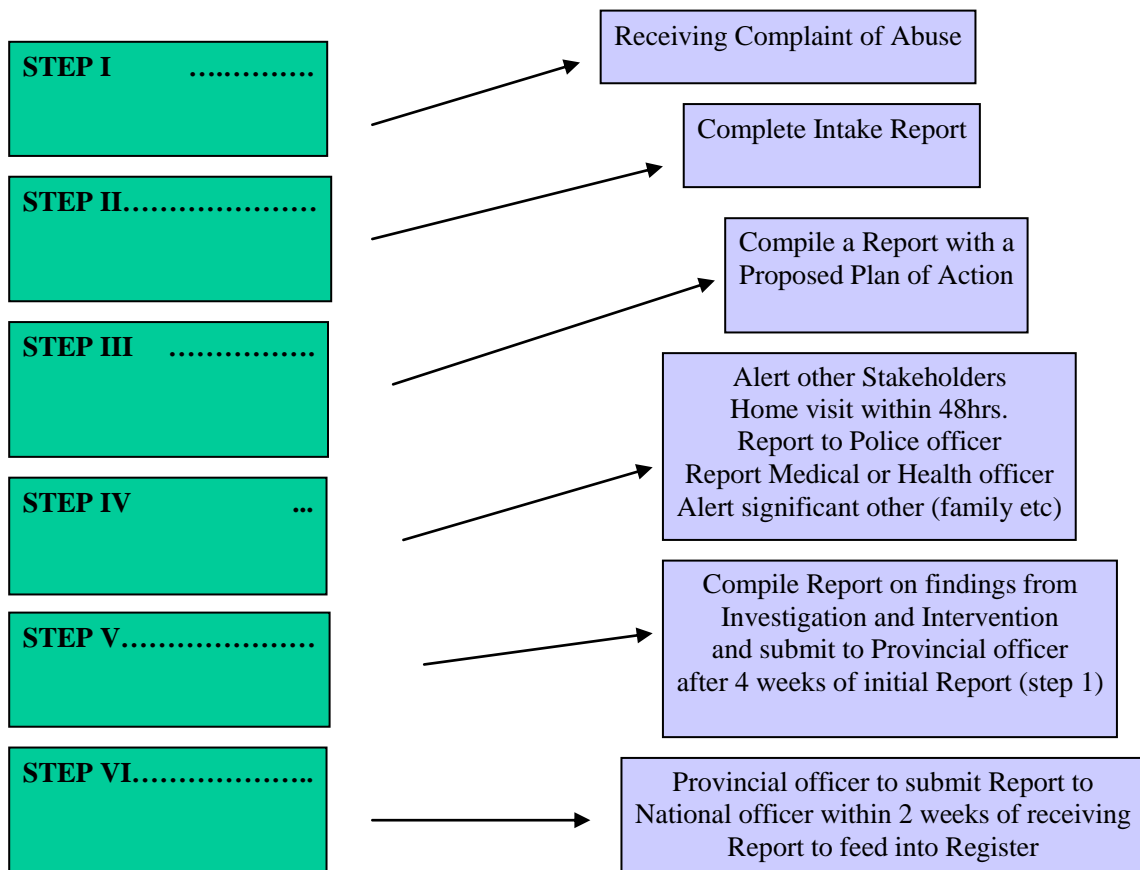 STEP I …..……….
Receiving Complaint of Abuse
STEP II…………………
Complete Intake Report
STEP III …………….
Compile a Report with a
Proposed Plan of Action
STEP IV ...
Alert other Stakeholders
Home visit within 48hrs.
Report to Police officer
Report Medical or Health officer
Alert significant other (family etc)
STEP V…………………
Compile Report on findings from
Investigation and Intervention
and submit to Provincial officer
after 4 weeks of initial Report (step 1)
STEP VI………………..
Provincial officer to submit Report to
National officer within 2 weeks of receiving
Report to feed into Register